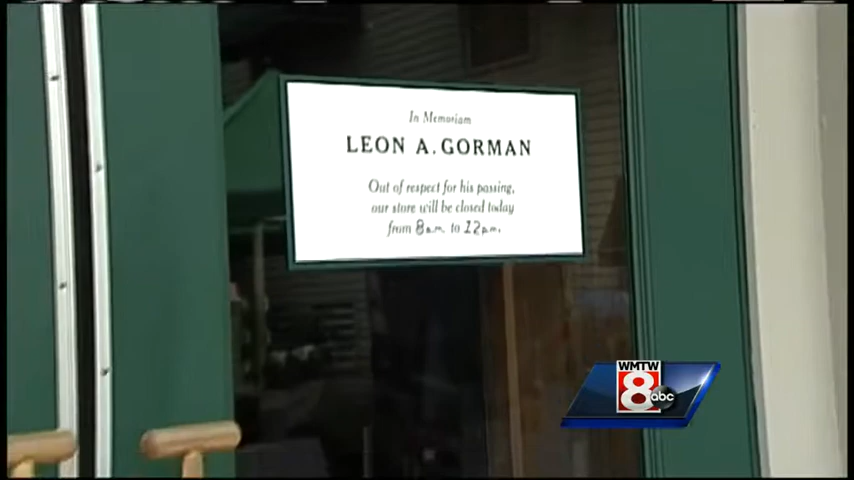 In Memoriam
LEON A. GORMAN
Out of respect for his passing,
our store will be closed today
from 8a.m. to 12p.m.
WMTW
8 abc